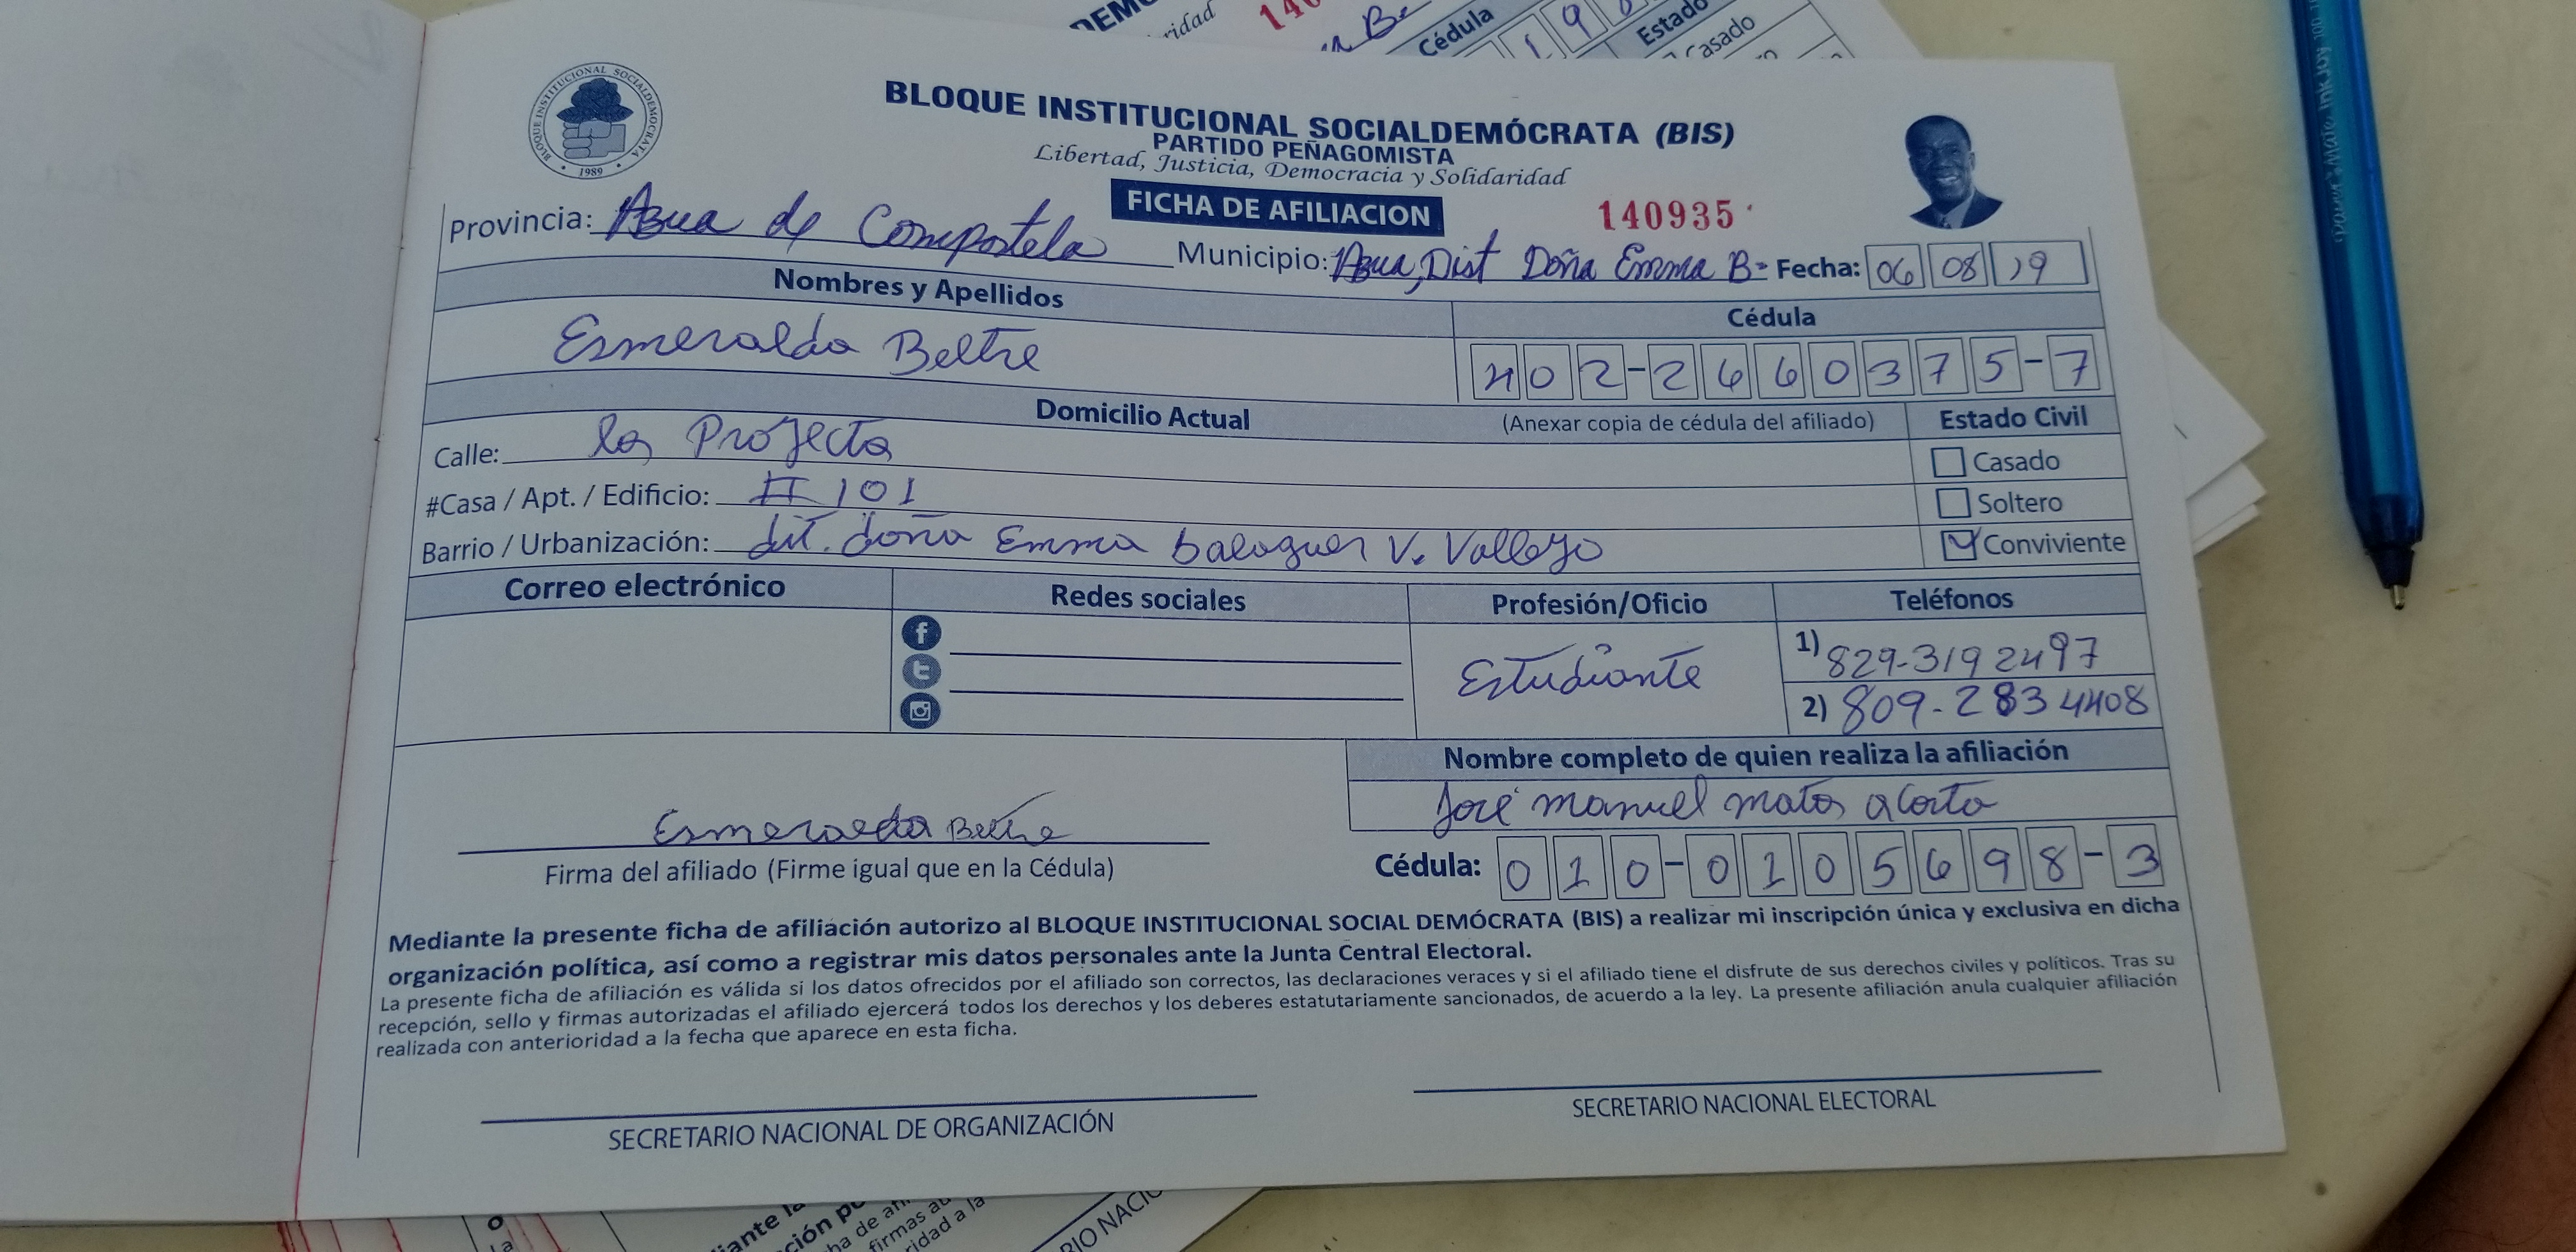 BLOQUE INSTITUCIONAL SOCIALDEMÓCRATA
1989
BLOQUE INSTITUCIONAL SOCIALDEMÓCRATA (BIS)
PARTIDO PEÑAGOMISTA
Libertad, Justicia, Democracia y Solidaridad
FICHA DE AFILIACION
140935
Provincia: Azua de Compostela Municipio: Azua, Dist Doña Emma B- Fecha: 06 08 19
Nombres y Apellidos
Cédula
Esmeralda Beltre
402-2660375-7
Domicilio Actual
(Anexar copia de cédula del afiliado)
Estado Civil
Calle: los Proyecto
Casado
#Casa / Apt. / Edificio: # 101
Soltero
Barrio / Urbanización: dit. doña Emma balaguer V. Vallejo
Conviviente
Correo electrónico
Redes sociales
Profesión/Oficio
Teléfonos
Estudiante
1) 829-319 2497
2) 809-283 4408
Nombre completo de quien realiza la afiliación
José manuel matos acosta
Esmeralda Beltre
Firma del afiliado (Firme igual que en la Cédula)
Cédula: 010-0105698-3
Mediante la presente ficha de afiliación autorizo al BLOQUE INSTITUCIONAL SOCIAL DEMÓCRATA (BIS) a realizar mi inscripción única y exclusiva en dicha
organización política, así como a registrar mis datos personales ante la Junta Central Electoral.
La presente ficha de afiliación es válida si los datos ofrecidos por el afiliado son correctos, las declaraciones veraces y si el afiliado tiene el disfrute de sus derechos civiles y políticos. Tras su
recepción, sello y firmas autorizadas el afiliado ejercerá todos los derechos y los deberes estatutariamente sancionados, de acuerdo a la ley. La presente afiliación anula cualquier afiliación
realizada con anterioridad a la fecha que aparece en esta ficha.
SECRETARIO NACIONAL DE ORGANIZACIÓN
SECRETARIO NACIONAL ELECTORAL
Cédula
Estado
Casado